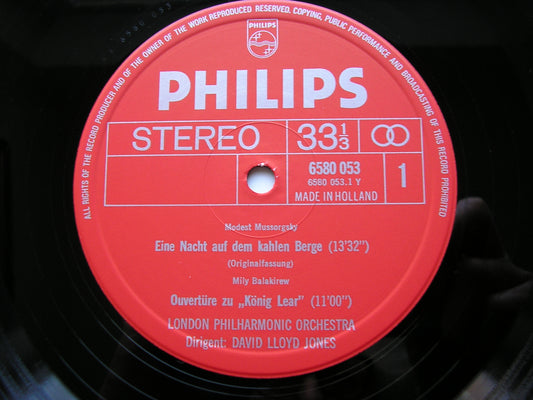 ALL RIGHTS OF THE RECORD PRODUCER AND OF THE OWNER OF THE WORK REPRODUCED RESERVED. COPYING, PUBLIC PERFORMANCE AND BROADCASTING OF THIS RECORD PROHIBITED
PHILIPS
PHILIPS
STEREO 33⅓
6580 053
6580 053.1 Y
MADE IN HOLLAND
1
Modest Mussorgsky
Eine Nacht auf dem kahlen Berge (13'32")
(Originalfassung)
Mily Balakirew
Ouvertüre zu „König Lear" (11'00")
LONDON PHILHARMONIC ORCHESTRA
Dirigent: DAVID LLOYD JONES